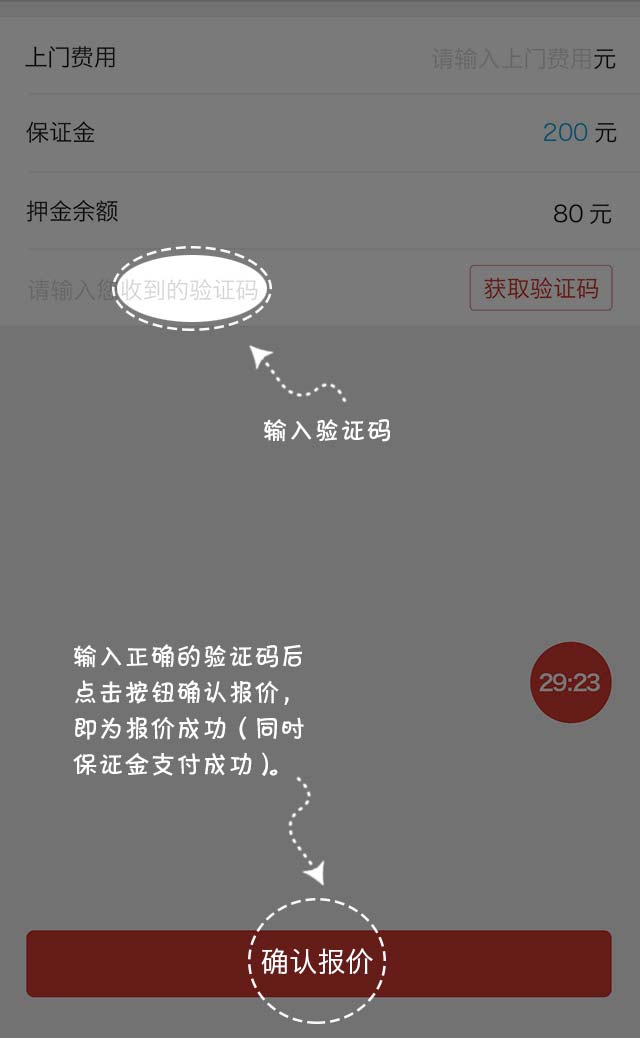 上门费用 请输入上门费用元
保证金 200 元
押金余额 80 元
请输入您收到的验证码 获取验证码
输入验证码
输入正确的验证码后
点击按钮确认报价，
即为报价成功（同时
保证金支付成功）。
29:23
确认报价